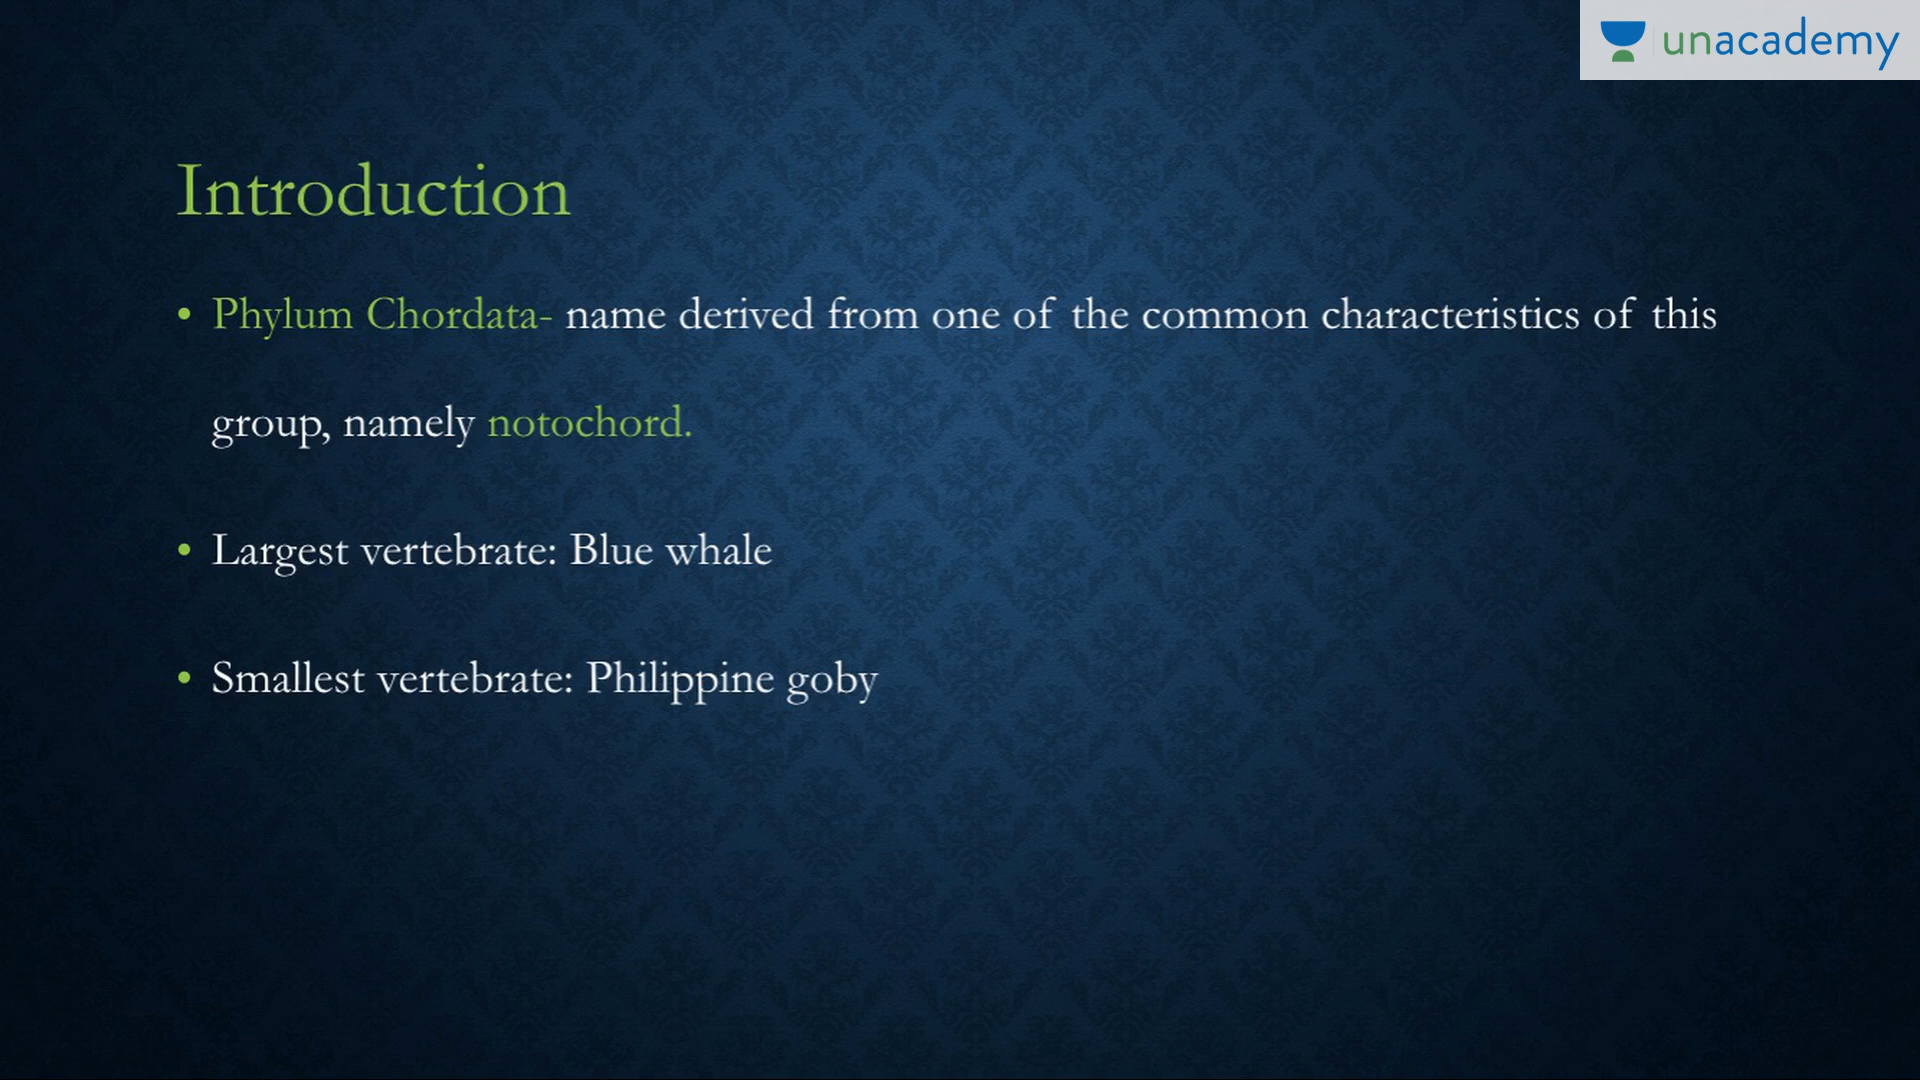 unacademy
Introduction
• Phylum Chordata- name derived from one of the common characteristics of this
group, namely notochord.
• Largest vertebrate: Blue whale
• Smallest vertebrate: Philippine goby